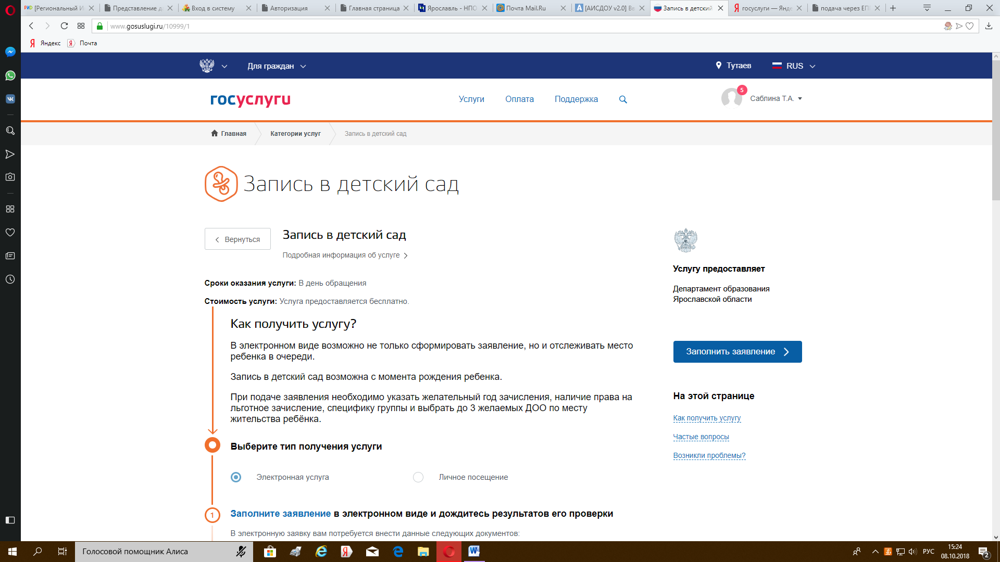 [Региональный И
Представление д
Вход в систему
Авторизация
Главная страница
Ярославль - НПО
Почта Mail.Ru
[АИСДОУ v2.0] Вв
Запись в детский
госуслуги — Янде
подача через ЕПГ
www.gosuslugi.ru/10999/1
Яндекс
Почта
Для граждан
Тутаев
RUS
госуслуги
Услуги
Оплата
Поддержка
5
Саблина Т.А.
Главная
Категории услуг
Запись в детский сад
Запись в детский сад
Вернуться
Запись в детский сад
Подробная информация об услуге
Сроки оказания услуги: В день обращения
Стоимость услуги: Услуга предоставляется бесплатно.
Как получить услугу?
В электронном виде возможно не только сформировать заявление, но и отслеживать место
ребенка в очереди.
Запись в детский сад возможна с момента рождения ребенка.
При подаче заявления необходимо указать желательный год зачисления, наличие права на
льготное зачисление, специфику группы и выбрать до 3 желаемых ДОО по месту
жительства ребёнка.
Выберите тип получения услуги
Электронная услуга
Личное посещение
1
Заполните заявление в электронном виде и дождитесь результатов его проверки
В электронную заявку вам потребуется внести данные следующих документов:
Услугу предоставляет
Департамент образования
Ярославской области
Заполнить заявление
На этой странице
Как получить услугу
Частые вопросы
Возникли проблемы?
Голосовой помощник Алиса
РУС
15:24
08.10.2018
2